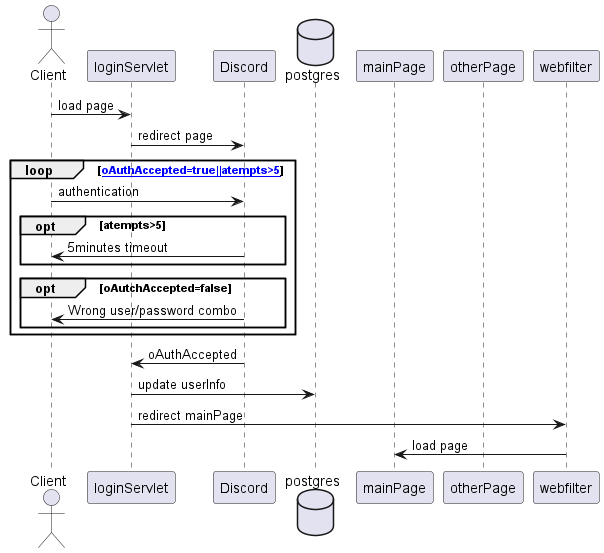 Client
loginServlet
Discord
postgres
mainPage
otherPage
webfilter
load page
redirect page
loop
[oAuthAccepted=true||atempts>5]
authentication
opt
[atempts>5]
5minutes timeout
opt
[oAutchAccepted=false]
Wrong user/password combo
oAuthAccepted
update userInfo
redirect mainPage
load page
Client
loginServlet
Discord
postgres
mainPage
otherPage
webfilter